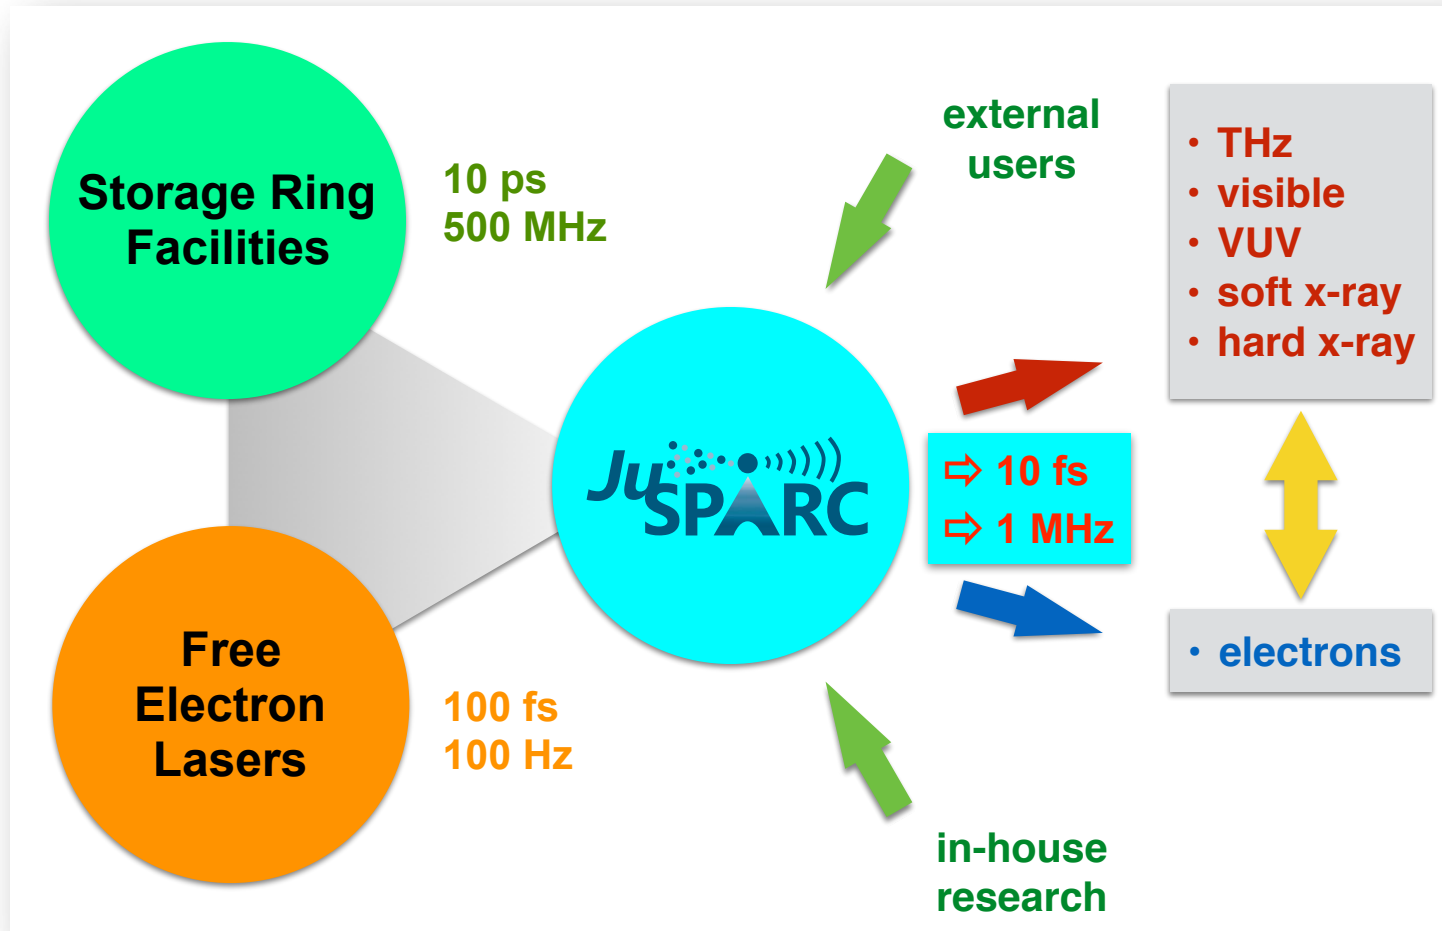 Storage Ring
Facilities
10 ps
500 MHz
external
users
• THz
• visible
• VUV
• soft x-ray
• hard x-ray
JuSPARC
⇨ 10 fs
⇨ 1 MHz
• electrons
Free
Electron
Lasers
100 fs
100 Hz
in-house
research